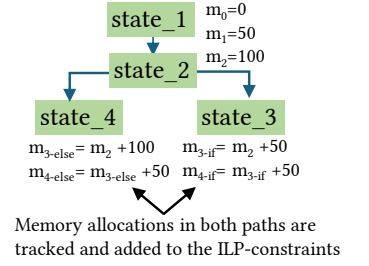 state_1
m0=0
m1=50
m2=100
state_2
state_4
state_3
m3-else= m2 +100
m4-else= m3-else +50
m3-if= m2 +50
m4-if= m3-if +50
Memory allocations in both paths are
tracked and added to the ILP-constraints